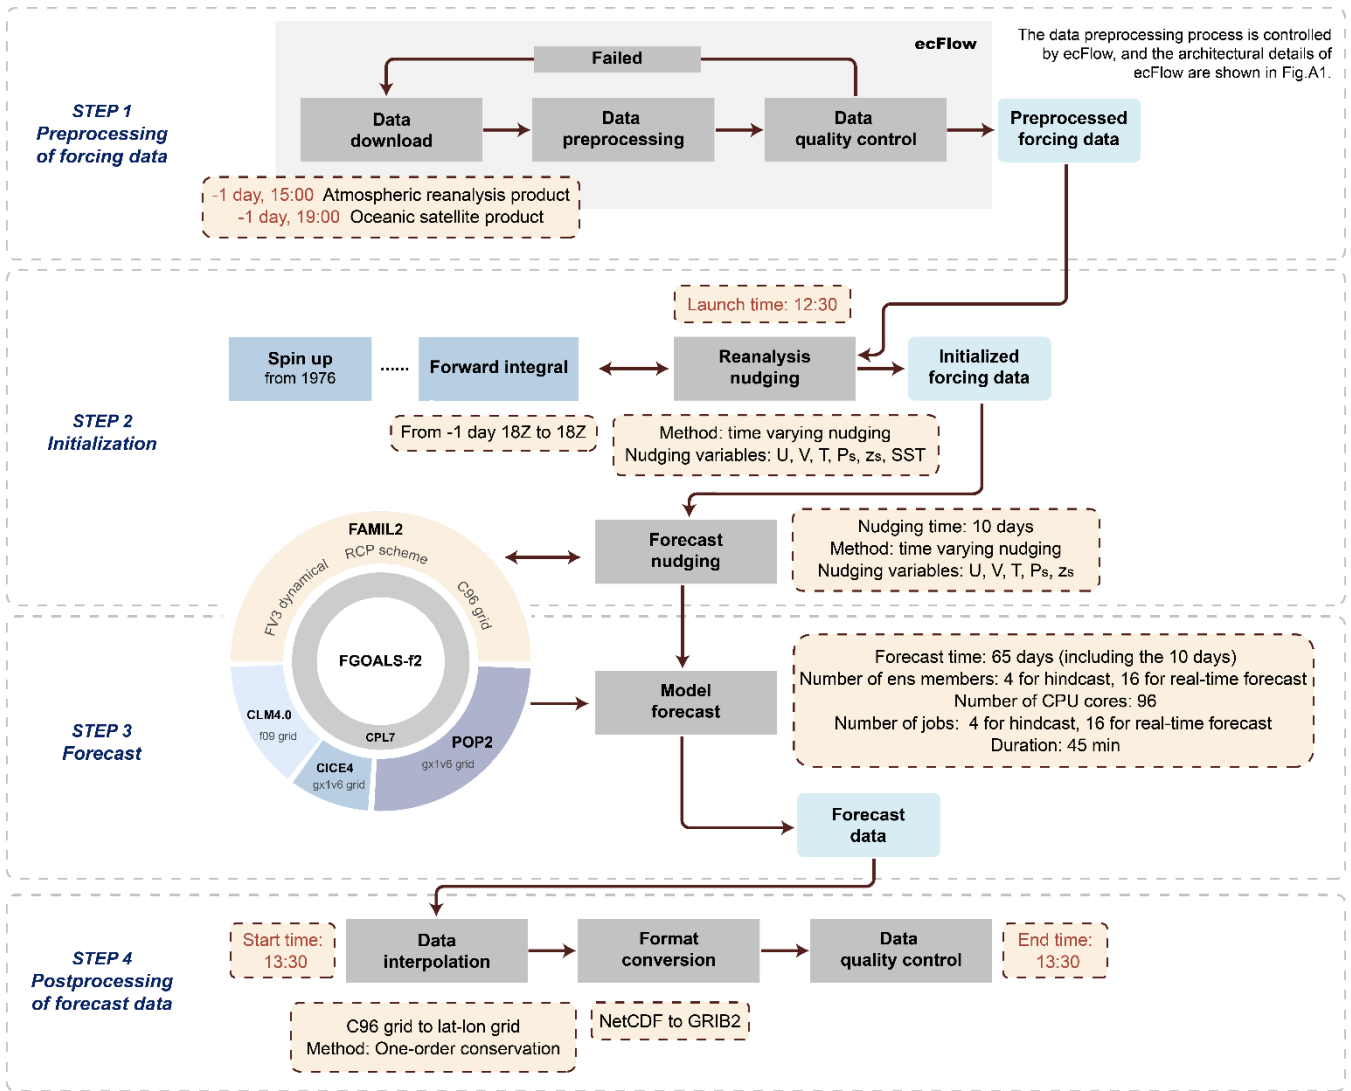 ecFlow
The data preprocessing process is controlled
by ecFlow, and the architectural details of
ecFlow are shown in Fig.A1.
Failed
STEP 1
Preprocessing
of forcing data
Data
download
Data
preprocessing
Data
quality control
Preprocessed
forcing data
-1 day, 15:00 Atmospheric reanalysis product
-1 day, 19:00 Oceanic satellite product
Launch time: 12:30
STEP 2
Initialization
Spin up
from 1976
......
Forward integral
Reanalysis
nudging
Initialized
forcing data
From -1 day 18Z to 18Z
Method: time varying nudging
Nudging variables: U, V, T, Ps, zs, SST
Forecast
nudging
Nudging time: 10 days
Method: time varying nudging
Nudging variables: U, V, T, Ps, zs
FAMIL2
RCP scheme
FV3 dynamical
C96 grid
FGOALS-f2
CLM4.0
f09 grid
CPL7
CICE4
gx1v6 grid
POP2
gx1v6 grid
STEP 3
Forecast
Model
forecast
Forecast time: 65 days (including the 10 days)
Number of ens members: 4 for hindcast, 16 for real-time forecast
Number of CPU cores: 96
Number of jobs: 4 for hindcast, 16 for real-time forecast
Duration: 45 min
Forecast
data
STEP 4
Postprocessing
of forecast data
Start time:
13:30
Data
interpolation
Format
conversion
Data
quality control
End time:
13:30
C96 grid to lat-lon grid
Method: One-order conservation
NetCDF to GRIB2